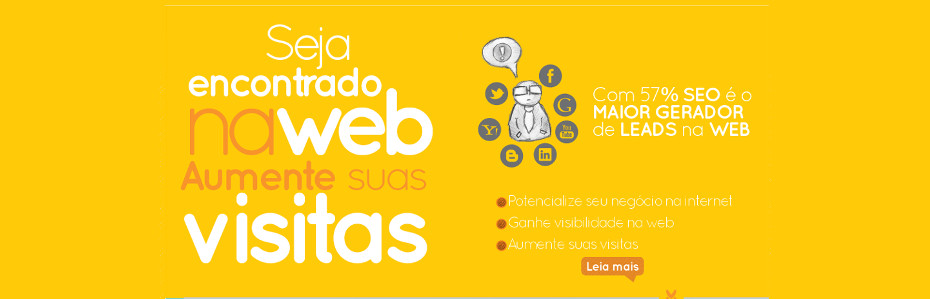 Seja
encontrado
naweb
Aumente suas
visitas
Com 57% SEO é o
MAIOR GERADOR
de LEADS na WEB
Potencialize seu negócio na internet
Ganhe visibilidade na web
Aumente suas visitas
Leia mais